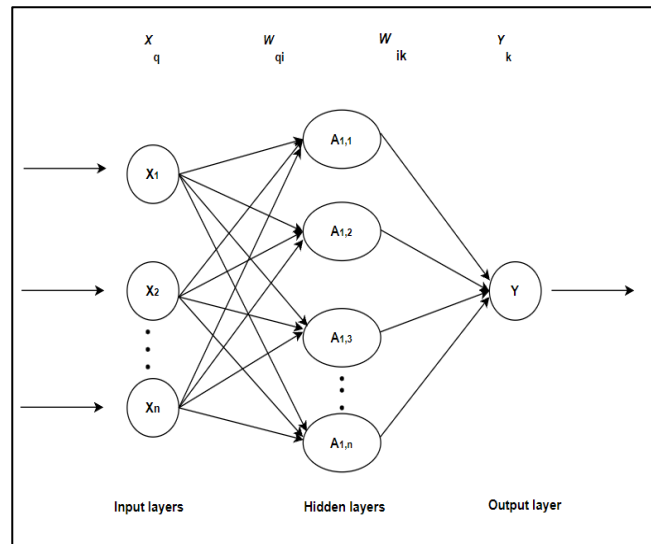 X W W Y
q qi ik k
A1,1
X1
A1,2
X2
Y
A1,3
Xn
A1,n
Input layers Hidden layers Output layer